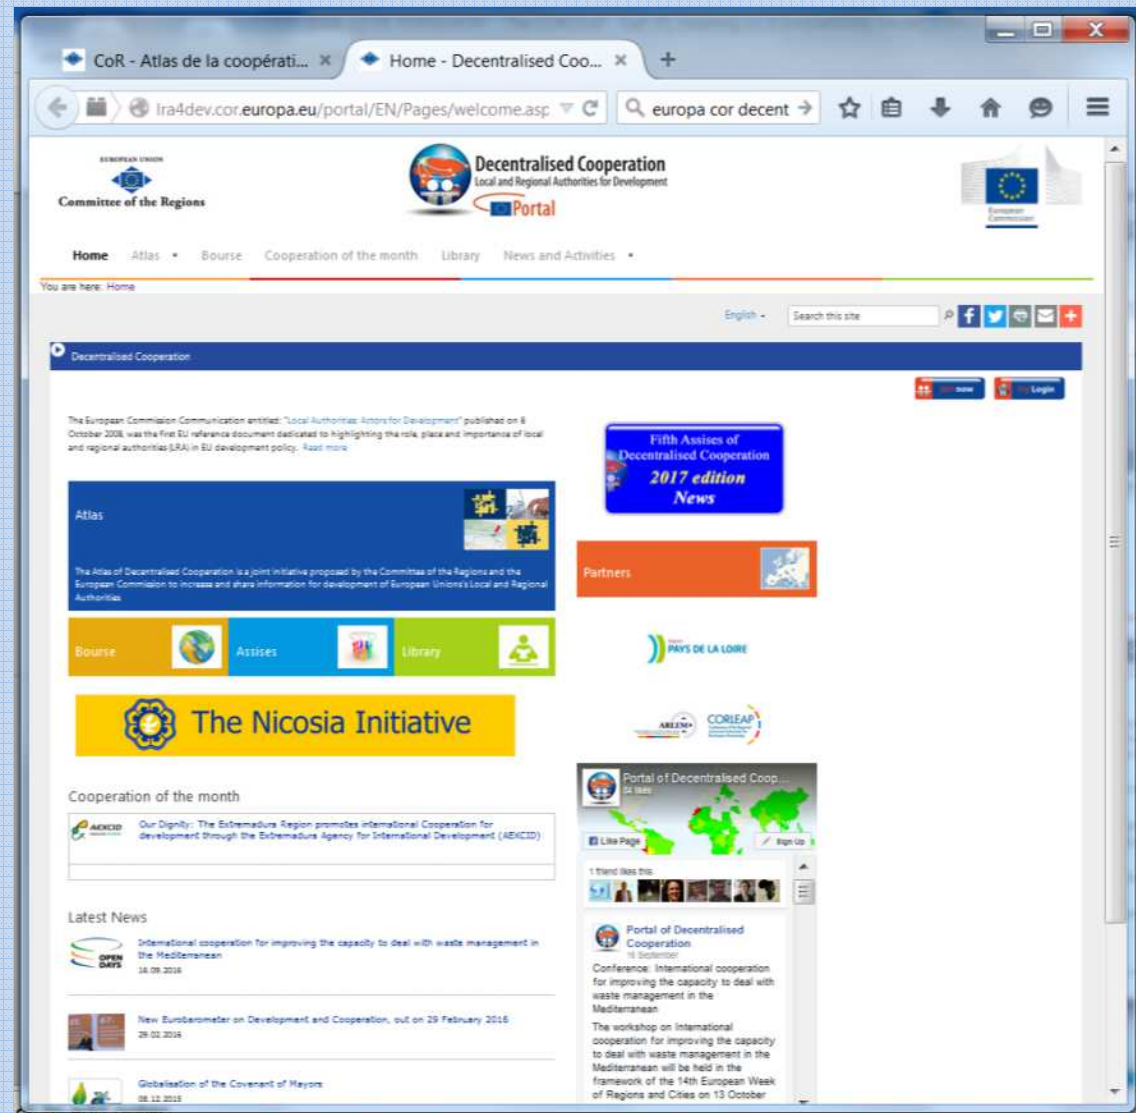 CoR - Atlas de la coopérati...
Home - Decentralised Coo...
lra4dev.cor.europa.eu/portal/EN/Pages/welcome.asp
europa cor decent
EUROPEAN UNION
Committee of the Regions
Decentralised Cooperation
Local and Regional Authorities for Development
Portal
European
Commission
Home Atlas Bourse Cooperation of the month Library News and Activities
You are here: Home
English
Search this site
Decentralised Cooperation
now Login
The European Commission Communication entitled: "Local Authorities: Actors for Development" published on 8
October 2008, was the first EU reference document dedicated to highlighting the role, place and importance of local
and regional authorities (LRA) in EU development policy. Read more
Fifth Assises of
Decentralised Cooperation
2017 edition
News
Atlas
The Atlas of Decentralised Cooperation is a joint initiative proposed by the Committee of the Regions and the
European Commission to increase and share information for development of European Unions's Local and Regional
Authorities
Partners
Bourse
Assises
Library
PAYS DE LA LOIRE
The Nicosia Initiative
ARLEM
CORLEAP
Cooperation of the month
AEXCID
Our Dignity: The Extremadura Region promotes international Cooperation for
development through the Extremadura Agency for International Development (AEXCID)
Portal of Decentralised Coop...
likes
Like Page
Sign Up
1 friend likes this
Latest News
OPEN
DAYS
International cooperation for improving the capacity to deal with waste management in
the Mediterranean
16.09.2016
New Eurobarometer on Development and Cooperation, out on 29 February 2016
29.02.2016
Globalisation of the Covenant of Mayors
08.12.2015
Portal of Decentralised
Cooperation
16 September
Conference: International cooperation
for improving the capacity to deal with
waste management in the
Mediterranean
The workshop on International
cooperation for improving the capacity
to deal with waste management in the
Mediterranean will be held in the
framework of the 14th European Week
of Regions and Cities on 13 October